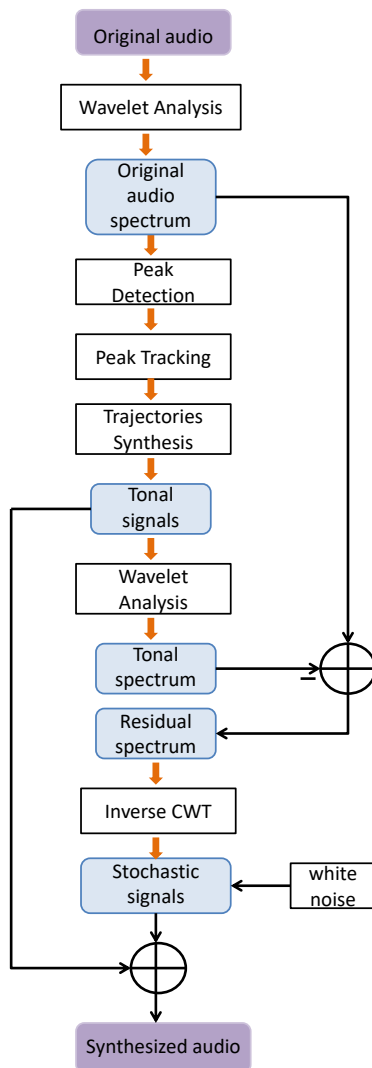 Original audio
Wavelet Analysis
Original
audio
spectrum
Peak
Detection
Peak Tracking
Trajectories
Synthesis
Tonal
signals
Wavelet
Analysis
Tonal
spectrum
Residual
spectrum
Inverse CWT
Stochastic
signals
white
noise
Synthesized audio